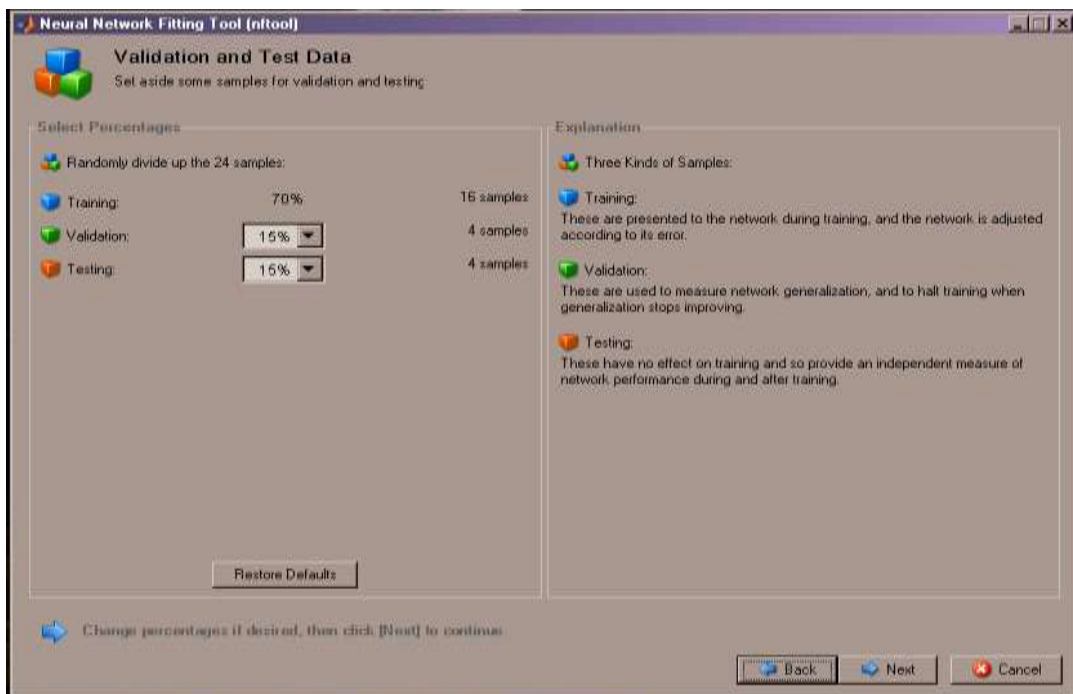 Neural Network Fitting Tool (nftool)
Validation and Test Data
Set aside some samples for validation and testing
Select Percentages
Randomly divide up the 24 samples:
Training: 70% 16 samples
Validation: 15% 4 samples
Testing: 15% 4 samples
Restore Defaults
Explanation
Three Kinds of Samples:
Training:
These are presented to the network during training, and the network is adjusted
according to its error.
Validation:
These are used to measure network generalization, and to halt training when
generalization stops improving.
Testing:
These have no effect on training and so provide an independent measure of
network performance during and after training.
Change percentages if desired, then click [Next] to continue
Back Next Cancel